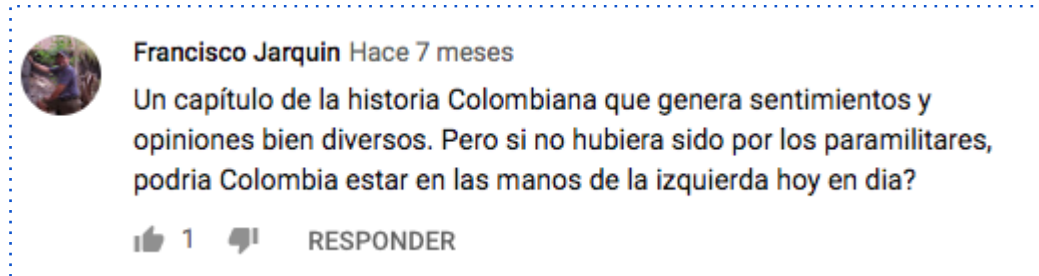 Francisco Jarquin Hace 7 meses
Un capítulo de la historia Colombiana que genera sentimientos y
opiniones bien diversos. Pero si no hubiera sido por los paramilitares,
podria Colombia estar en las manos de la izquierda hoy en dia?
1 RESPONDER